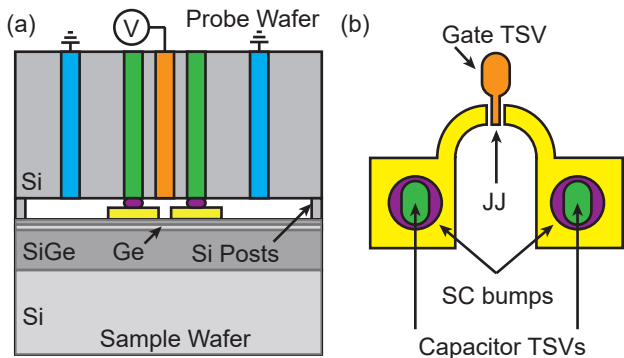 (a)
Probe Wafer
V
Si
SiGe
Ge
Si Posts
Si
Sample Wafer
(b)
Gate TSV
JJ
SC bumps
Capacitor TSVs